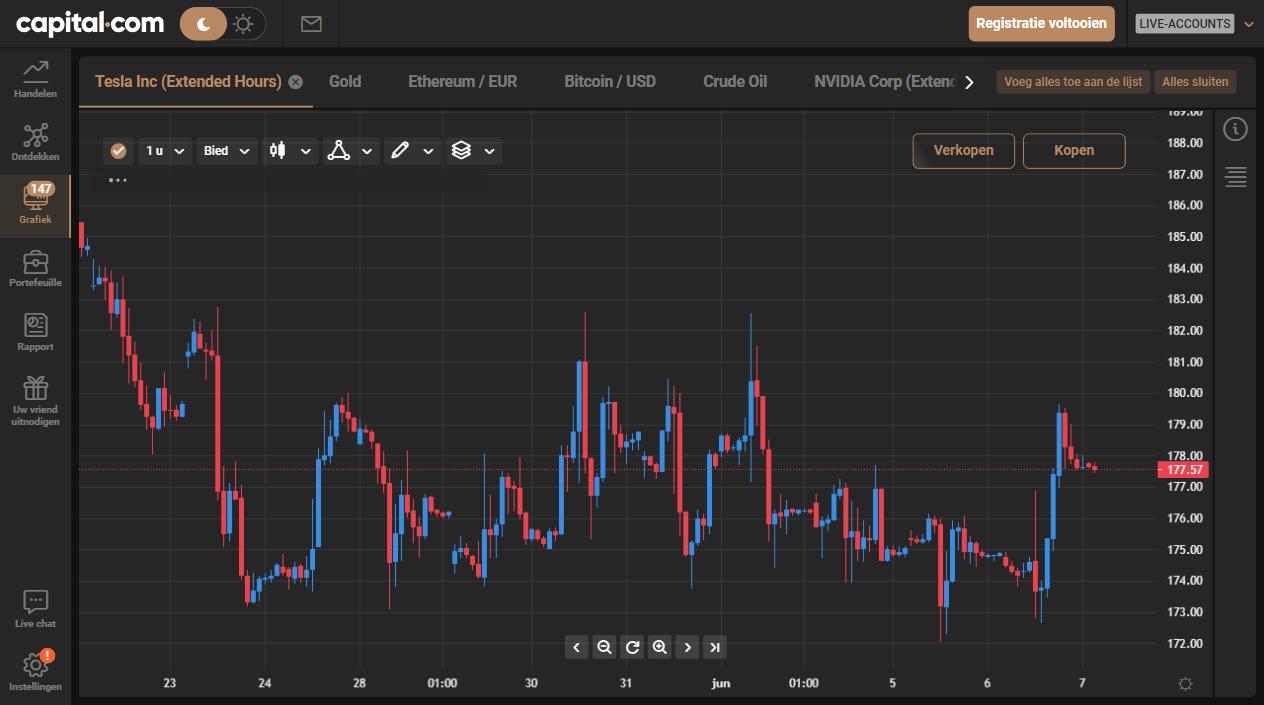 capital.com
Registratie voltooien
LIVE-ACCOUNTS
Handelen
Ontdekken
147
Grafiek
Portefeuille
Rapport
Uw vriend
uitnodigen
Live chat
!
Instellingen
Tesla Inc (Extended Hours)
Gold
Ethereum / EUR
Bitcoin / USD
Crude Oil
NVIDIA Corp (Exten
Voeg alles toe aan de lijst
Alles sluiten
1 u
Bied
Verkopen
Kopen
189.00
188.00
187.00
186.00
185.00
184.00
183.00
182.00
181.00
180.00
179.00
178.00
177.57
177.00
176.00
175.00
174.00
173.00
172.00
23
24
28
01:00
30
31
jun
01:00
5
6
7